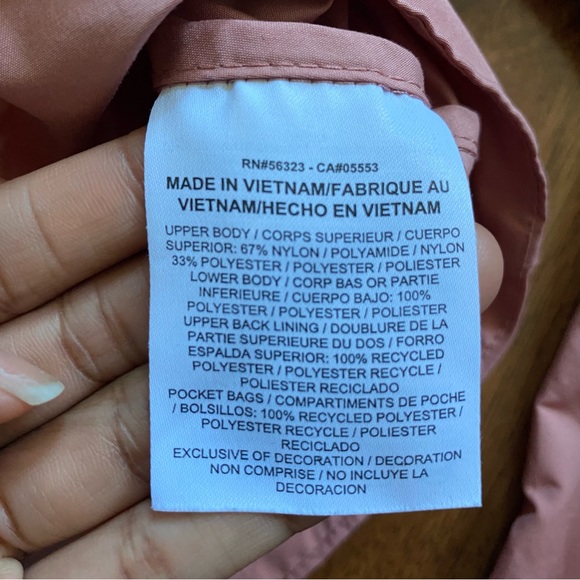 RN#56323 - CA#05553
MADE IN VIETNAM/FABRIQUE AU
VIETNAM/HECHO EN VIETNAM
UPPER BODY / CORPS SUPERIEUR / CUERPO
SUPERIOR: 67% NYLON / POLYAMIDE / NYLON
33% POLYESTER / POLYESTER / POLIESTER
LOWER BODY / CORP BAS OR PARTIE
INFERIEURE / CUERPO BAJO: 100%
POLYESTER / POLYESTER / POLIESTER
UPPER BACK LINING / DOUBLURE DE LA
PARTIE SUPERIEURE DU DOS / FORRO
ESPALDA SUPERIOR: 100% RECYCLED
POLYESTER / POLYESTER RECYCLE /
POLIESTER RECICLADO
POCKET BAGS / COMPARTIMENTS DE POCHE
/ BOLSILLOS: 100% RECYCLED POLYESTER /
POLYESTER RECYCLE / POLIESTER
RECICLADO
EXCLUSIVE OF DECORATION / DECORATION
NON COMPRISE / NO INCLUYE LA
DECORACION